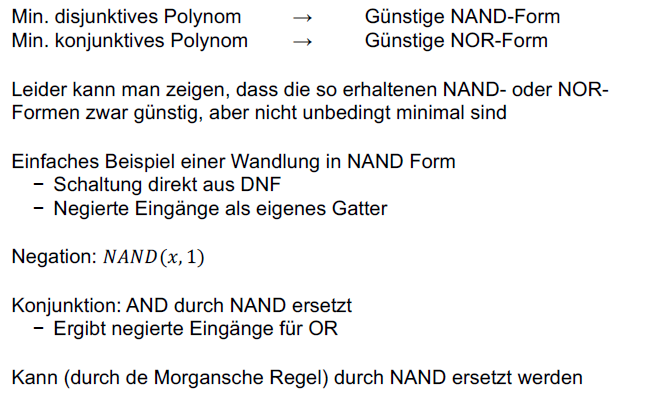 Min. disjunktives Polynom → Günstige NAND-Form
Min. konjunktives Polynom → Günstige NOR-Form
Leider kann man zeigen, dass die so erhaltenen NAND- oder NOR-
Formen zwar günstig, aber nicht unbedingt minimal sind
Einfaches Beispiel einer Wandlung in NAND Form
− Schaltung direkt aus DNF
− Negierte Eingänge als eigenes Gatter
Negation: NAND(x, 1)
Konjunktion: AND durch NAND ersetzt
− Ergibt negierte Eingänge für OR
Kann (durch de Morgansche Regel) durch NAND ersetzt werden